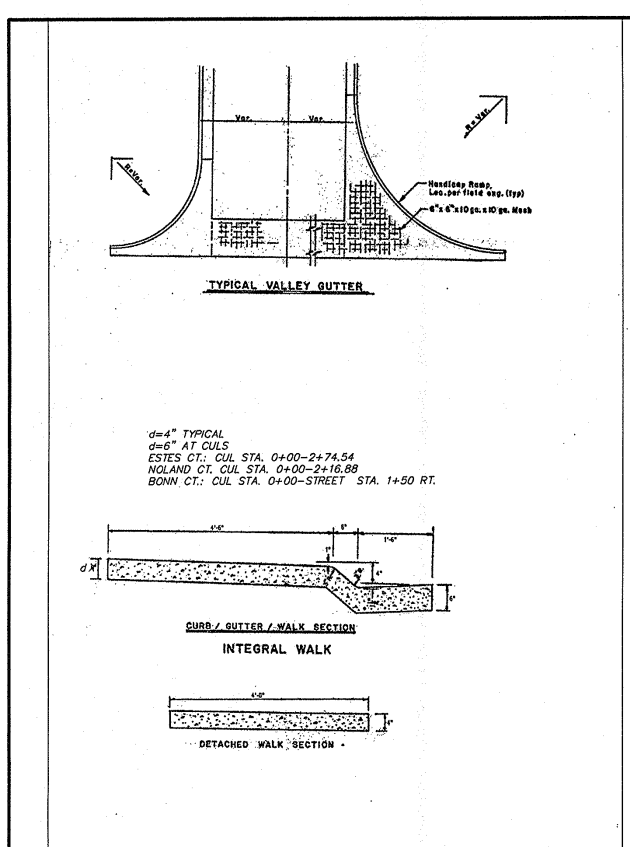 Var.
Var.
R=Var.
R=Var.
Handicap Ramp,
Loc. per field eng. (typ)
6"x 6"x10ga.x10 ga. Mesh
TYPICAL VALLEY GUTTER
d=4" TYPICAL
d=6" AT CULS
ESTES CT.: CUL STA. 0+00-2+74.54
NOLAND CT. CUL STA. 0+00-2+16.88
BONN CT.: CUL STA. 0+00-STREET STA. 1+50 RT.
4'-6"
6"
1'-6"
1"
4"
d
6"
CURB / GUTTER / WALK SECTION
INTEGRAL WALK
4'-0"
4"
DETACHED WALK SECTION